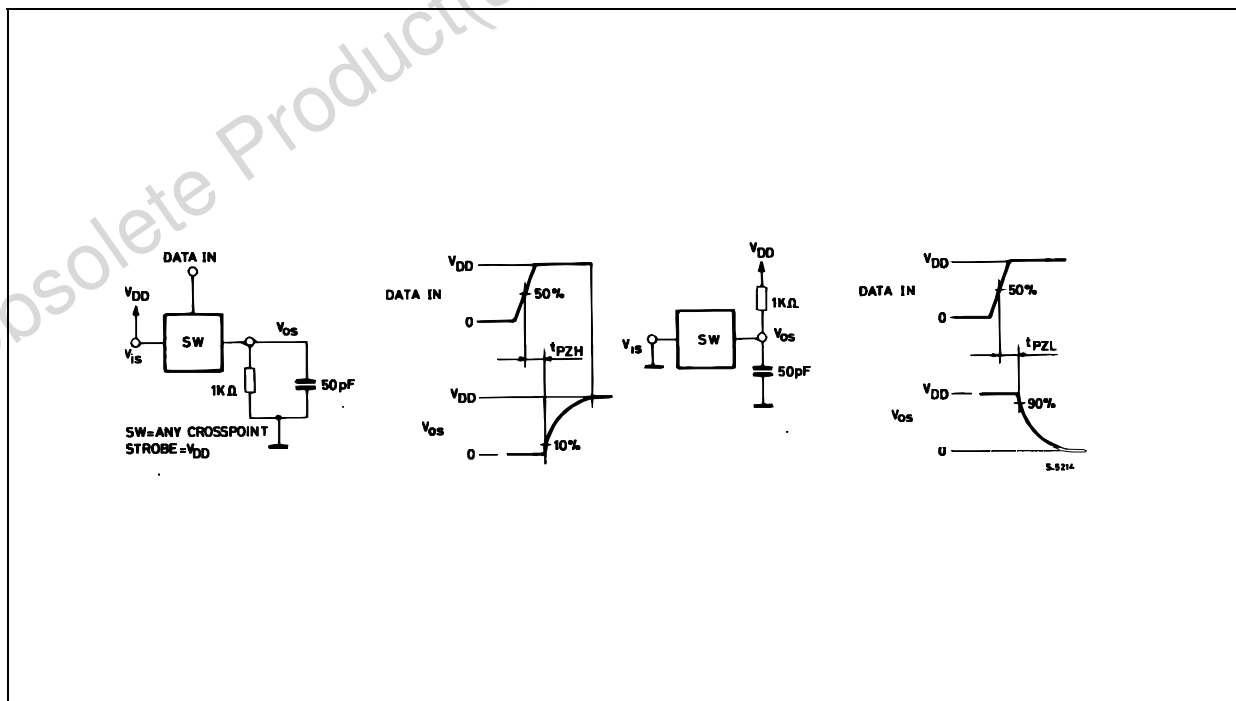 Obsolete Product(
DATA IN
VDD
Vis
SW
Vos
1KΩ
50pF
SW=ANY CROSSPOINT
STROBE=VDD
DATA IN
VDD
50%
0
tPZH
VDD
Vos
10%
0
VDD
1KΩ
Vis
SW
Vos
50pF
DATA IN
VDD
50%
0
tPZL
VDD
90%
Vos
0
S-5214